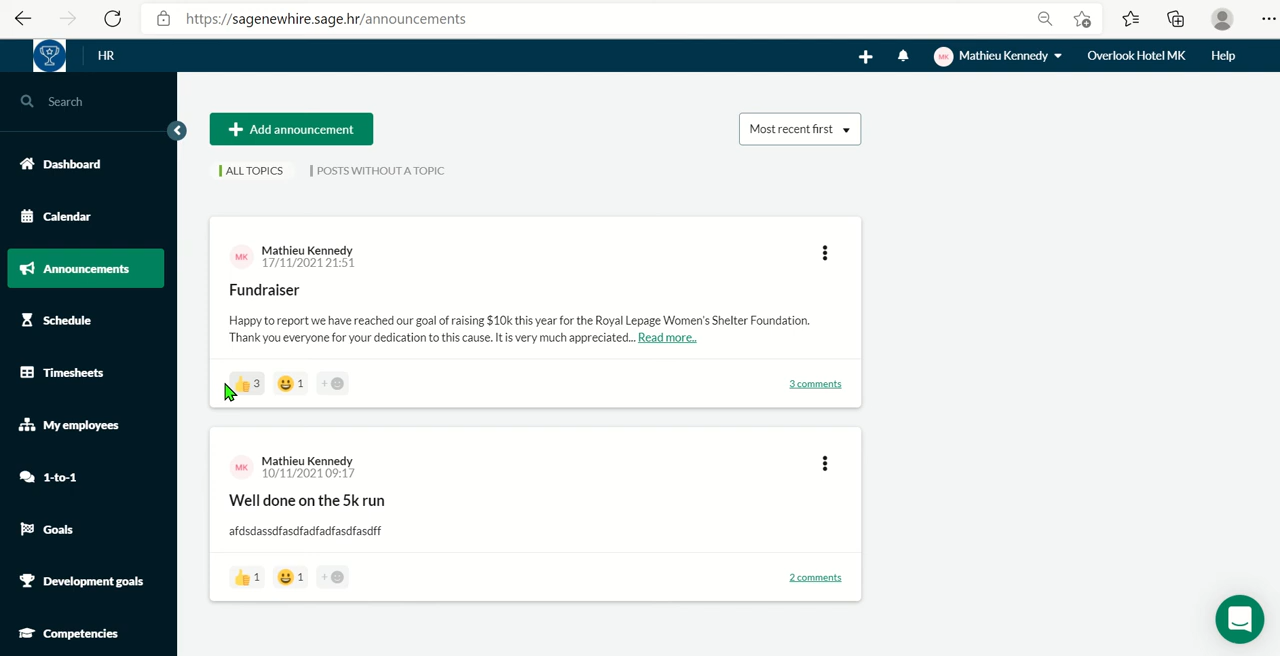 https://sagenewhire.sage.hr/announcements
HR
MK Mathieu Kennedy
Overlook Hotel MK
Help
Search
Dashboard
Calendar
Announcements
Schedule
Timesheets
My employees
1-to-1
Goals
Development goals
Competencies
Add announcement
Most recent first
ALL TOPICS
POSTS WITHOUT A TOPIC
MK
Mathieu Kennedy
17/11/2021 21:51
Fundraiser
Happy to report we have reached our goal of raising $10k this year for the Royal Lepage Women's Shelter Foundation.
Thank you everyone for your dedication to this cause. It is very much appreciated... Read more..
👍 3 😀 1 +
3 comments
MK
Mathieu Kennedy
10/11/2021 09:17
Well done on the 5k run
afdsdassdfasdfadfadfasdfasdff
👍 1 😀 1 +
2 comments